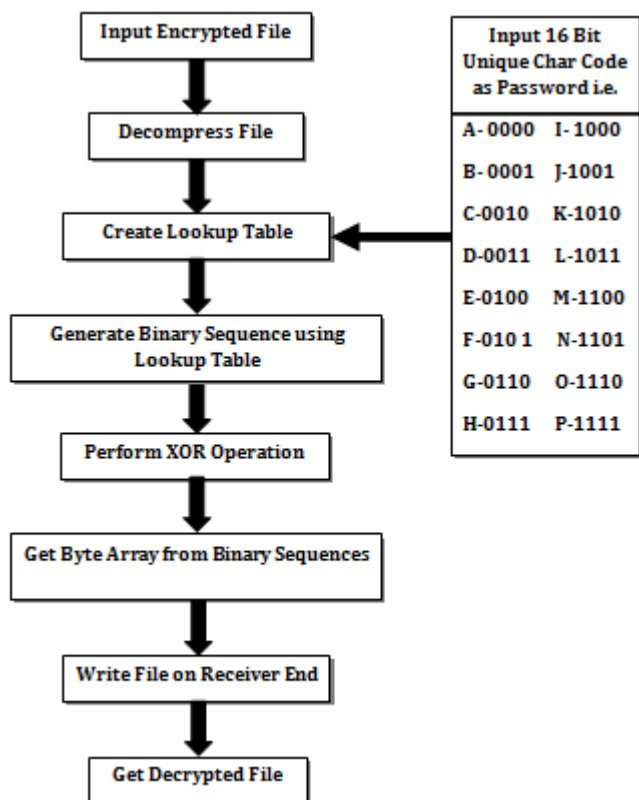 Input Encrypted File
Decompress File
Create Lookup Table
Generate Binary Sequence using
Lookup Table
Perform XOR Operation
Get Byte Array from Binary Sequences
Write File on Receiver End
Get Decrypted File
Input 16 Bit
Unique Char Code
as Password i.e.
A- 0000 I- 1000
B- 0001 J-1001
C-0010 K-1010
D-0011 L-1011
E-0100 M-1100
F-010 1 N-1101
G-0110 O-1110
H-0111 P-1111